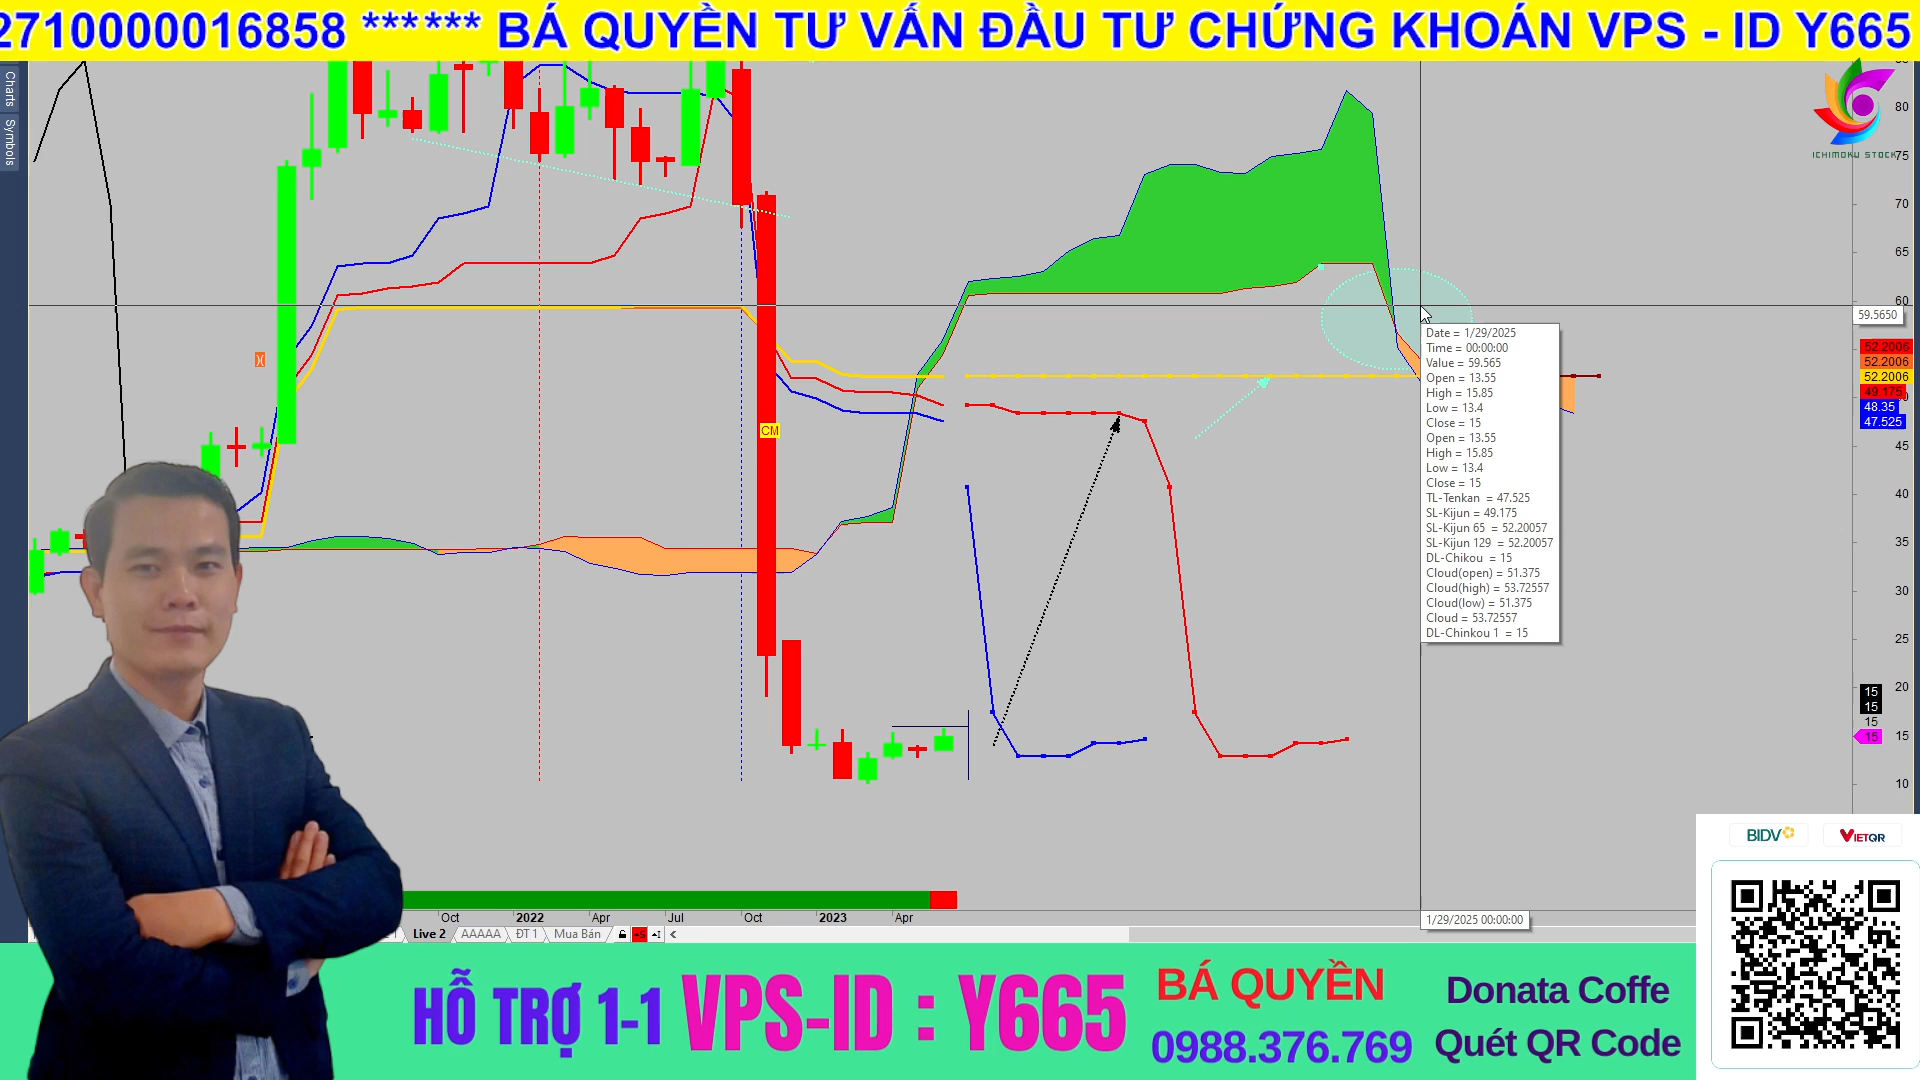 2710000016858 ****** BÁ QUYỀN TƯ VẤN ĐẦU TƯ CHỨNG KHOÁN VPS - ID Y665
Charts
Symbols
ICHIMOKU STOCK
80
75
70
65
60
59.5650
52.2006
52.2006
52.2006
49.175
48.35
47.525
45
40
35
30
25
20
15
15
15
15
15
10
CM
Date = 1/29/2025
Time = 00:00:00
Value = 59.565
Open = 13.55
High = 15.85
Low = 13.4
Close = 15
Open = 13.55
High = 15.85
Low = 13.4
Close = 15
TL-Tenkan = 47.525
SL-Kijun = 49.175
SL-Kijun 65 = 52.20057
SL-Kijun 129 = 52.20057
DL-Chikou = 15
Cloud(open) = 51.375
Cloud(high) = 53.72557
Cloud(low) = 51.375
Cloud = 53.72557
DL-Chinkou 1 = 15
Oct 2022 Apr Jul Oct 2023 Apr
1/29/2025 00:00:00
Live 2 AAAAA ĐT 1 Mua Bán
BIDV VIETQR
HỖ TRỢ 1-1 VPS-ID : Y665
BÁ QUYỀN
0988.376.769
Donata Coffe
Quét QR Code